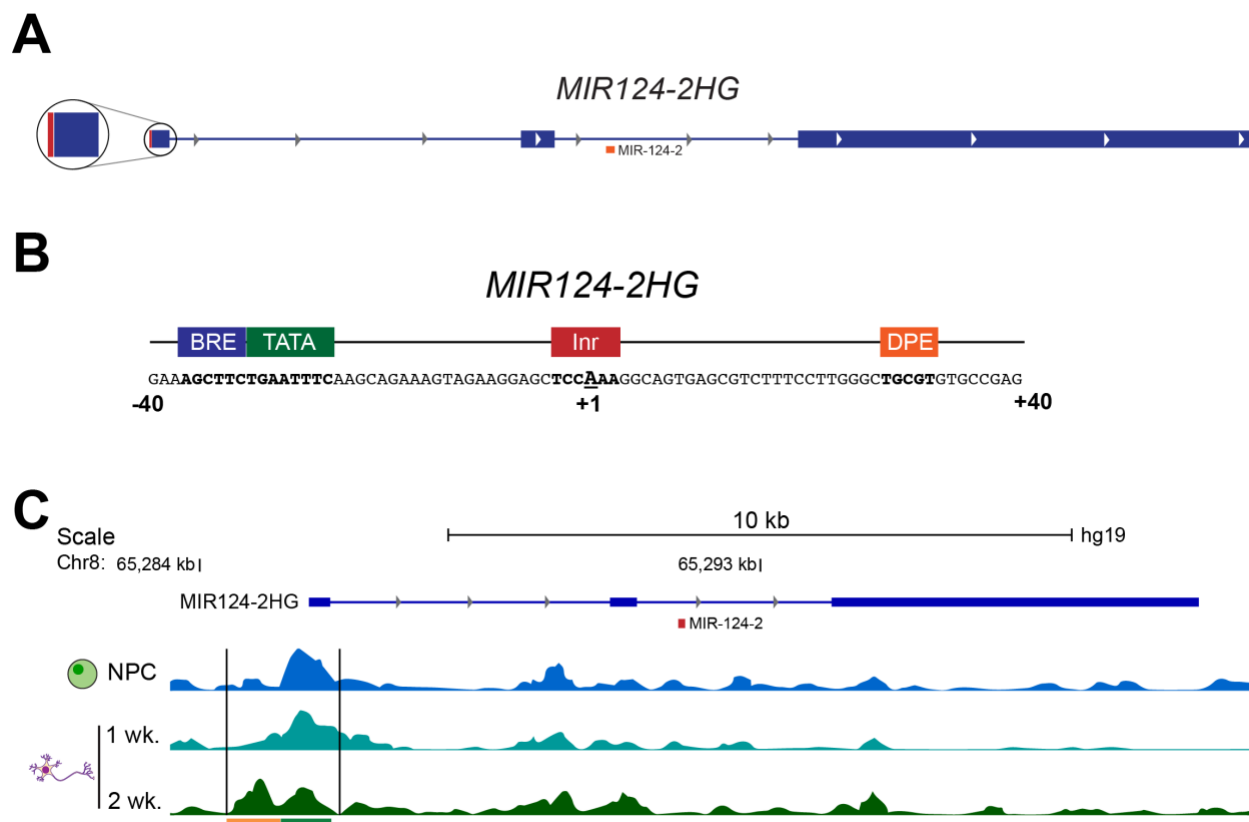 A
MIR124-2HG
MIR-124-2
B
MIR124-2HG
BRE TATA Inr DPE
GAAAGCTTCTGAATTTCAAGCAGAAAGTAGAAGGAGCTCCAAAGGCAGTGAGCGTCTTTCCTTGGGCTGCGTGTGCCGAG
-40 +1 +40
C
Scale 10 kb hg19
Chr8: 65,284 kb 65,293 kb
MIR124-2HG
MIR-124-2
NPC
1 wk.
2 wk.